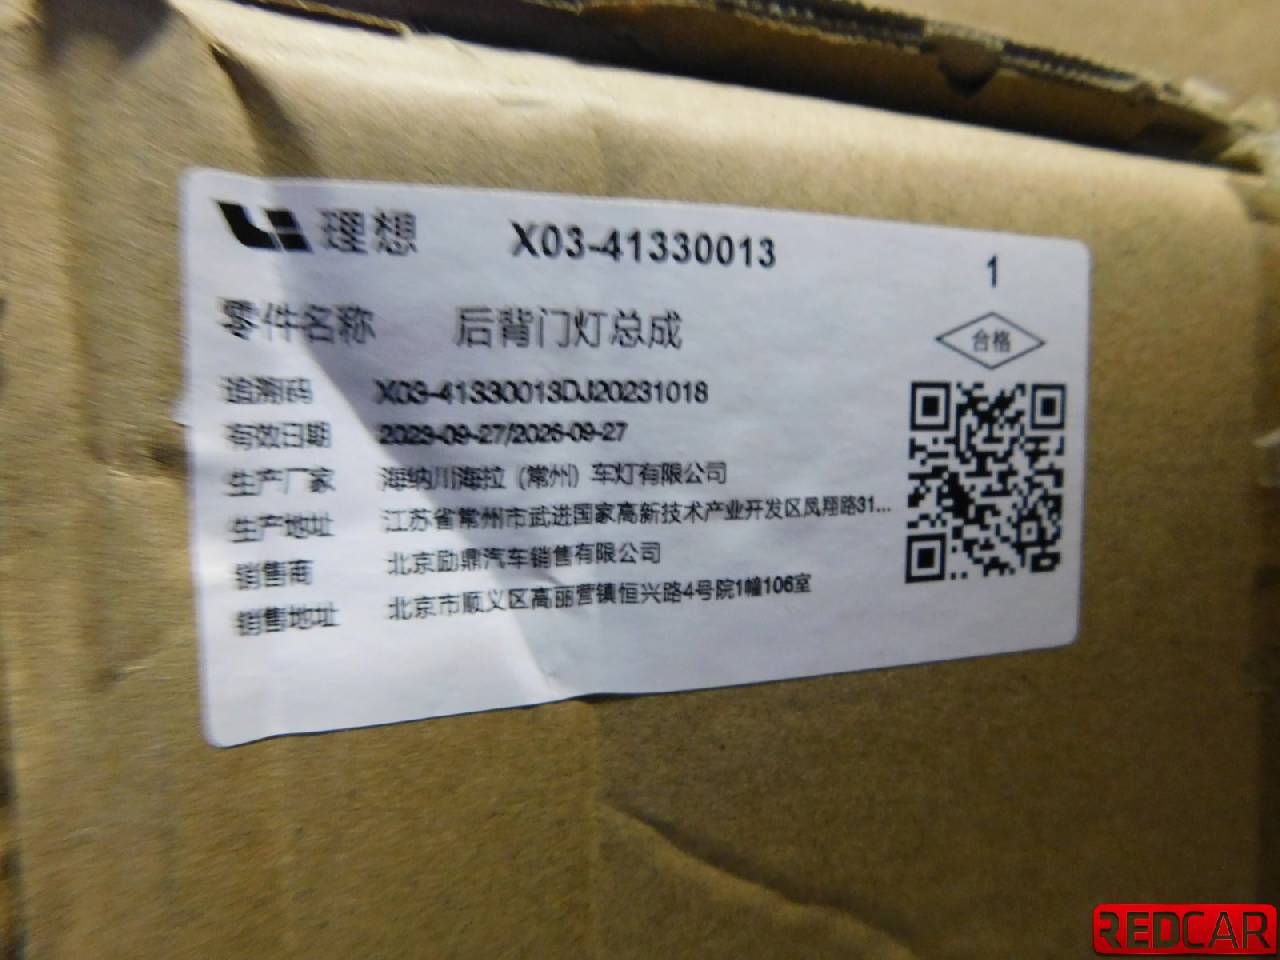 理想 X03-41330013
1
零件名称 后背门灯总成
合格
追溯码 X03-41330013DJ20231018
有效日期 2023-09-27/2026-09-27
生产厂家 海纳川海拉（常州）车灯有限公司
生产地址 江苏省常州市武进国家高新技术产业开发区凤翔路31...
销售商 北京励鼎汽车销售有限公司
销售地址 北京市顺义区高丽营镇恒兴路4号院1幢106室
REDCAR